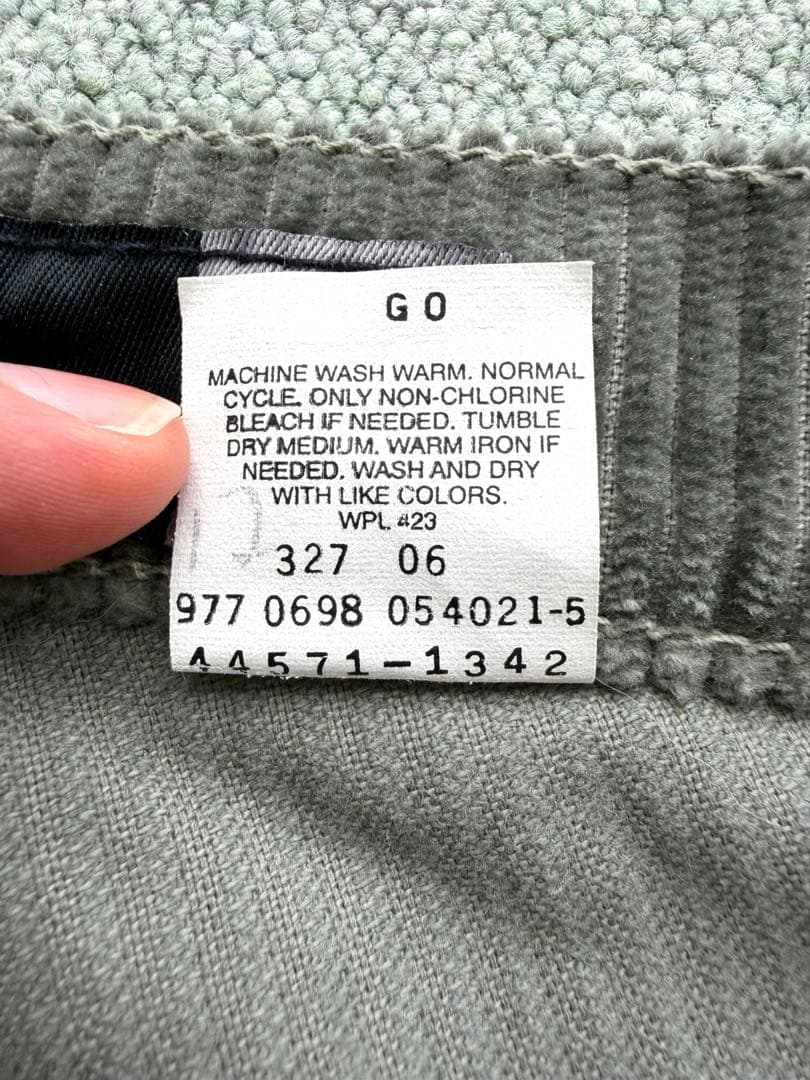 GO
MACHINE WASH WARM. NORMAL
CYCLE. ONLY NON-CHLORINE
BLEACH IF NEEDED. TUMBLE
DRY MEDIUM. WARM IRON IF
NEEDED. WASH AND DRY
WITH LIKE COLORS.
WPL 423
327 06
977 0698 054021-5
44571-1342